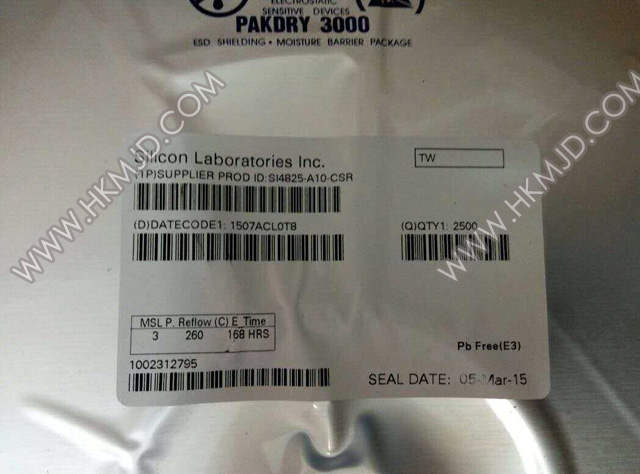 ELECTROSTATIC
SENSITIVE DEVICES
PAKDRY 3000
ESD SHIELDING • MOISTURE BARRIER PACKAGE
Silicon Laboratories Inc.
TW
(1P)SUPPLIER PROD ID:SI4825-A10-CSR
(D)DATECODE1: 1507ACL0T8
(Q)QTY1: 2500
MSL P. Reflow (C) E_Time
3 260 168 HRS
Pb Free(E3)
1002312795
SEAL DATE: 05-Mar-15
WWW.HKMJD.COM
WWW.HKMJD.COM